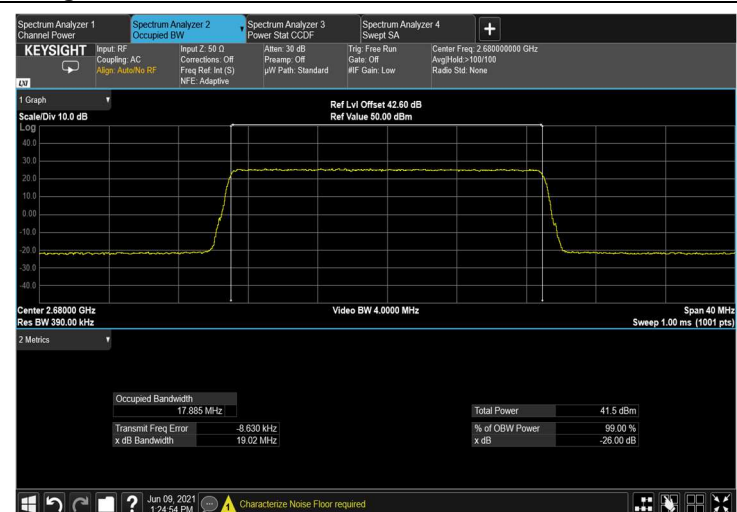 Spectrum Analyzer 1
Channel Power
Spectrum Analyzer 2
Occupied BW
Spectrum Analyzer 3
Power Stat CCDF
Spectrum Analyzer 4
Swept SA
KEYSIGHT
LXI
Input: RF
Coupling: AC
Align: Auto/No RF
Input Z: 50 Ω
Corrections: Off
Freq Ref: Int (S)
NFE: Adaptive
Atten: 30 dB
Preamp: Off
µW Path: Standard
Trig: Free Run
Gate: Off
#IF Gain: Low
Center Freq: 2.680000000 GHz
Avg|Hold:>100/100
Radio Std: None
1 Graph
Scale/Div 10.0 dB
Ref Lvl Offset 42.60 dB
Ref Value 50.00 dBm
Log
40.0
30.0
20.0
10.0
0.00
-10.0
-20.0
-30.0
-40.0
Center 2.68000 GHz
Res BW 390.00 kHz
Video BW 4.0000 MHz
Span 40 MHz
Sweep 1.00 ms (1001 pts)
2 Metrics
Occupied Bandwidth
17.885 MHz
Transmit Freq Error -8.630 kHz
x dB Bandwidth 19.02 MHz
Total Power 41.5 dBm
% of OBW Power 99.00 %
x dB -26.00 dB
?
Jun 09, 2021
1:24:54 PM
1
Characterize Noise Floor required